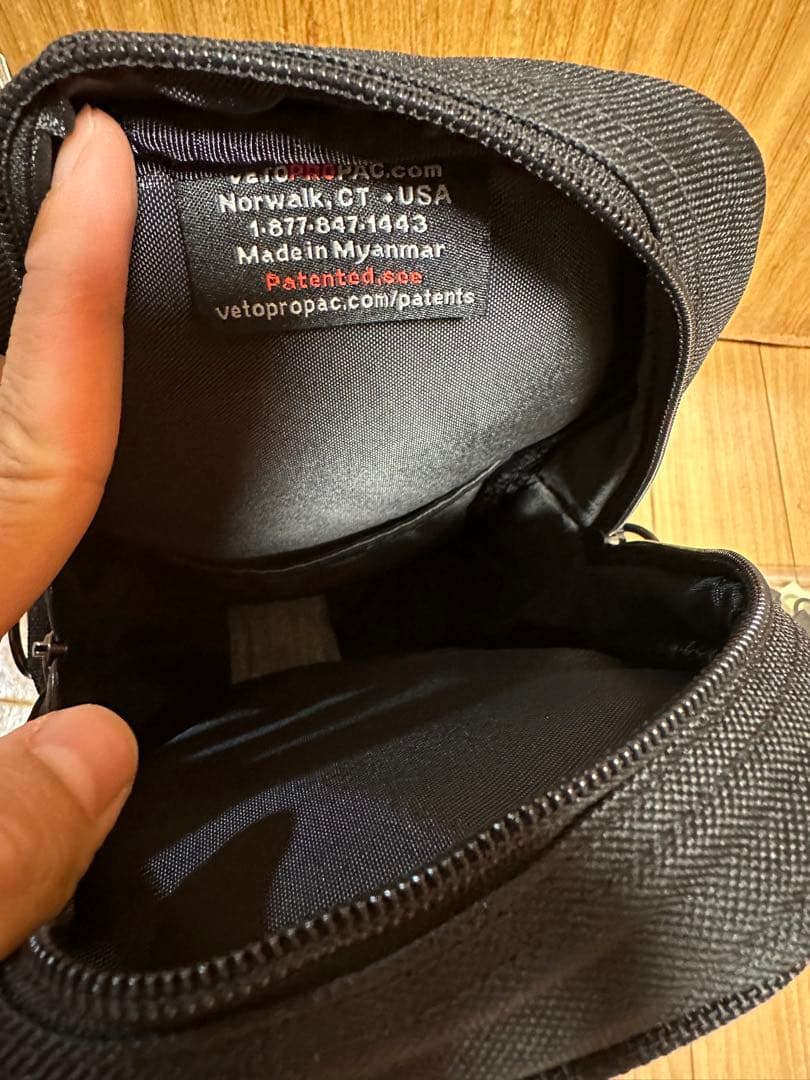 VETOPROPAC.com
Norwalk, CT • USA
1-877-847-1443
Made in Myanmar
Patented.see
vetopropac.com/patents